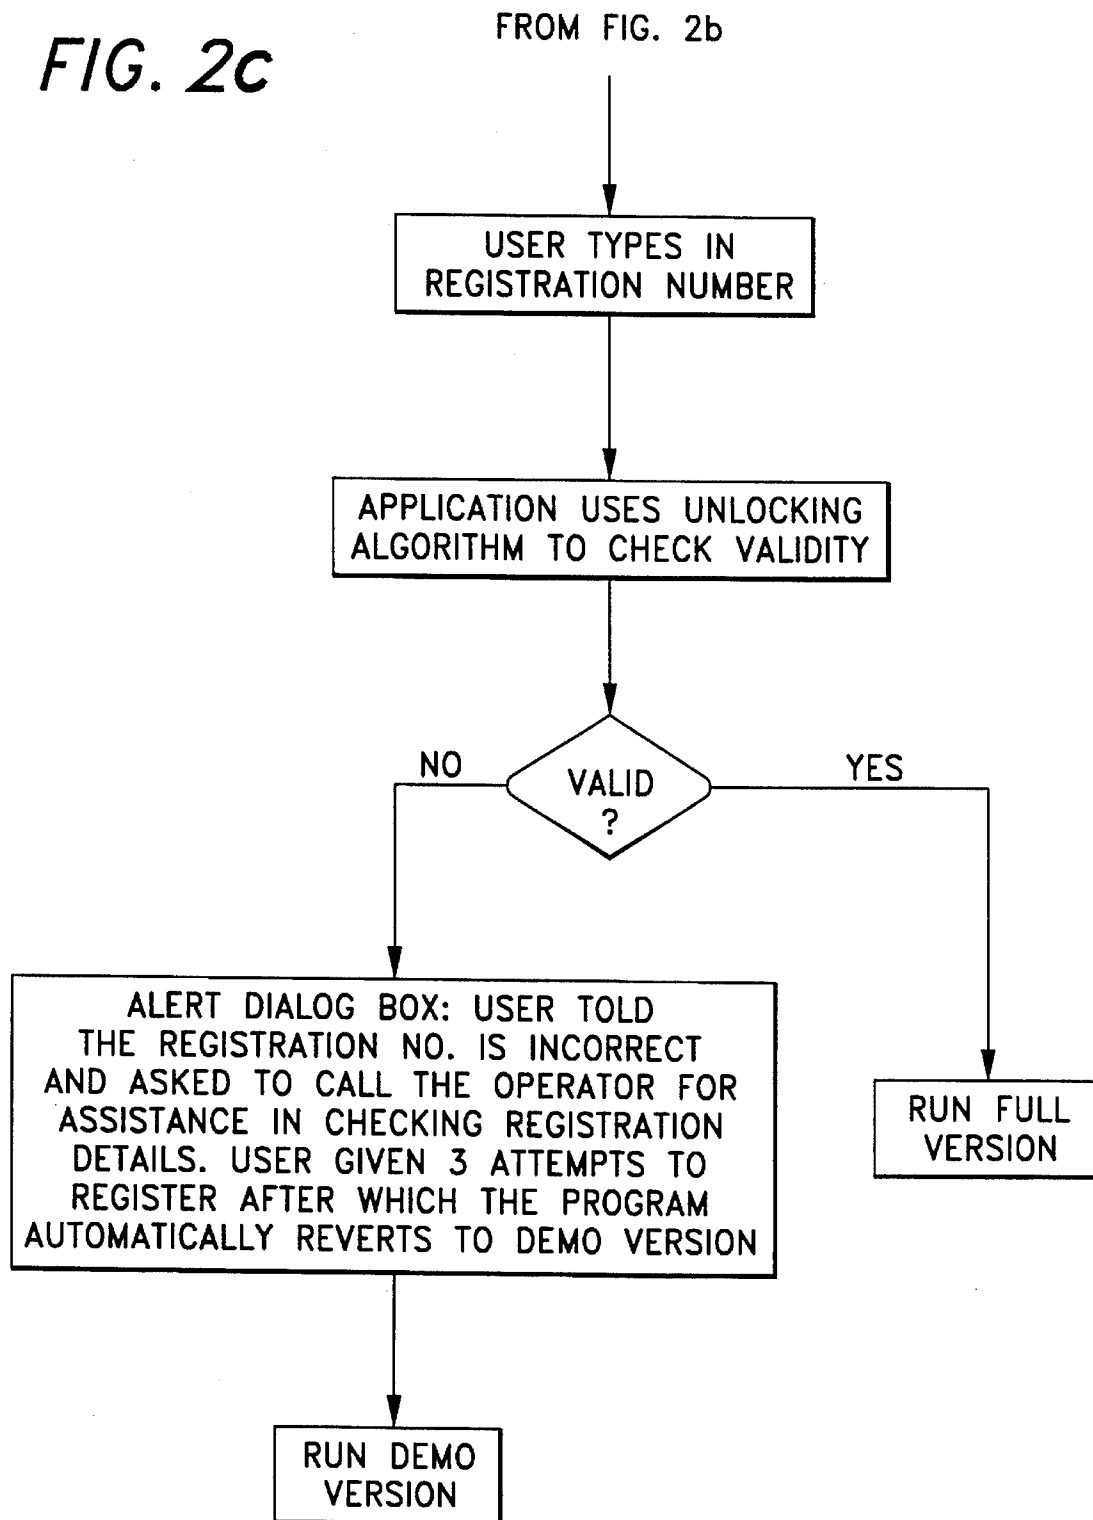 FROM FIG. 2b
FIG. 2c
USER TYPES IN
REGISTRATION NUMBER
APPLICATION USES UNLOCKING
ALGORITHM TO CHECK VALIDITY
VALID
?
NO
YES
ALERT DIALOG BOX: USER TOLD
THE REGISTRATION NO. IS INCORRECT
AND ASKED TO CALL THE OPERATOR FOR
ASSISTANCE IN CHECKING REGISTRATION
DETAILS. USER GIVEN 3 ATTEMPTS TO
REGISTER AFTER WHICH THE PROGRAM
AUTOMATICALLY REVERTS TO DEMO VERSION
RUN FULL
VERSION
RUN DEMO
VERSION